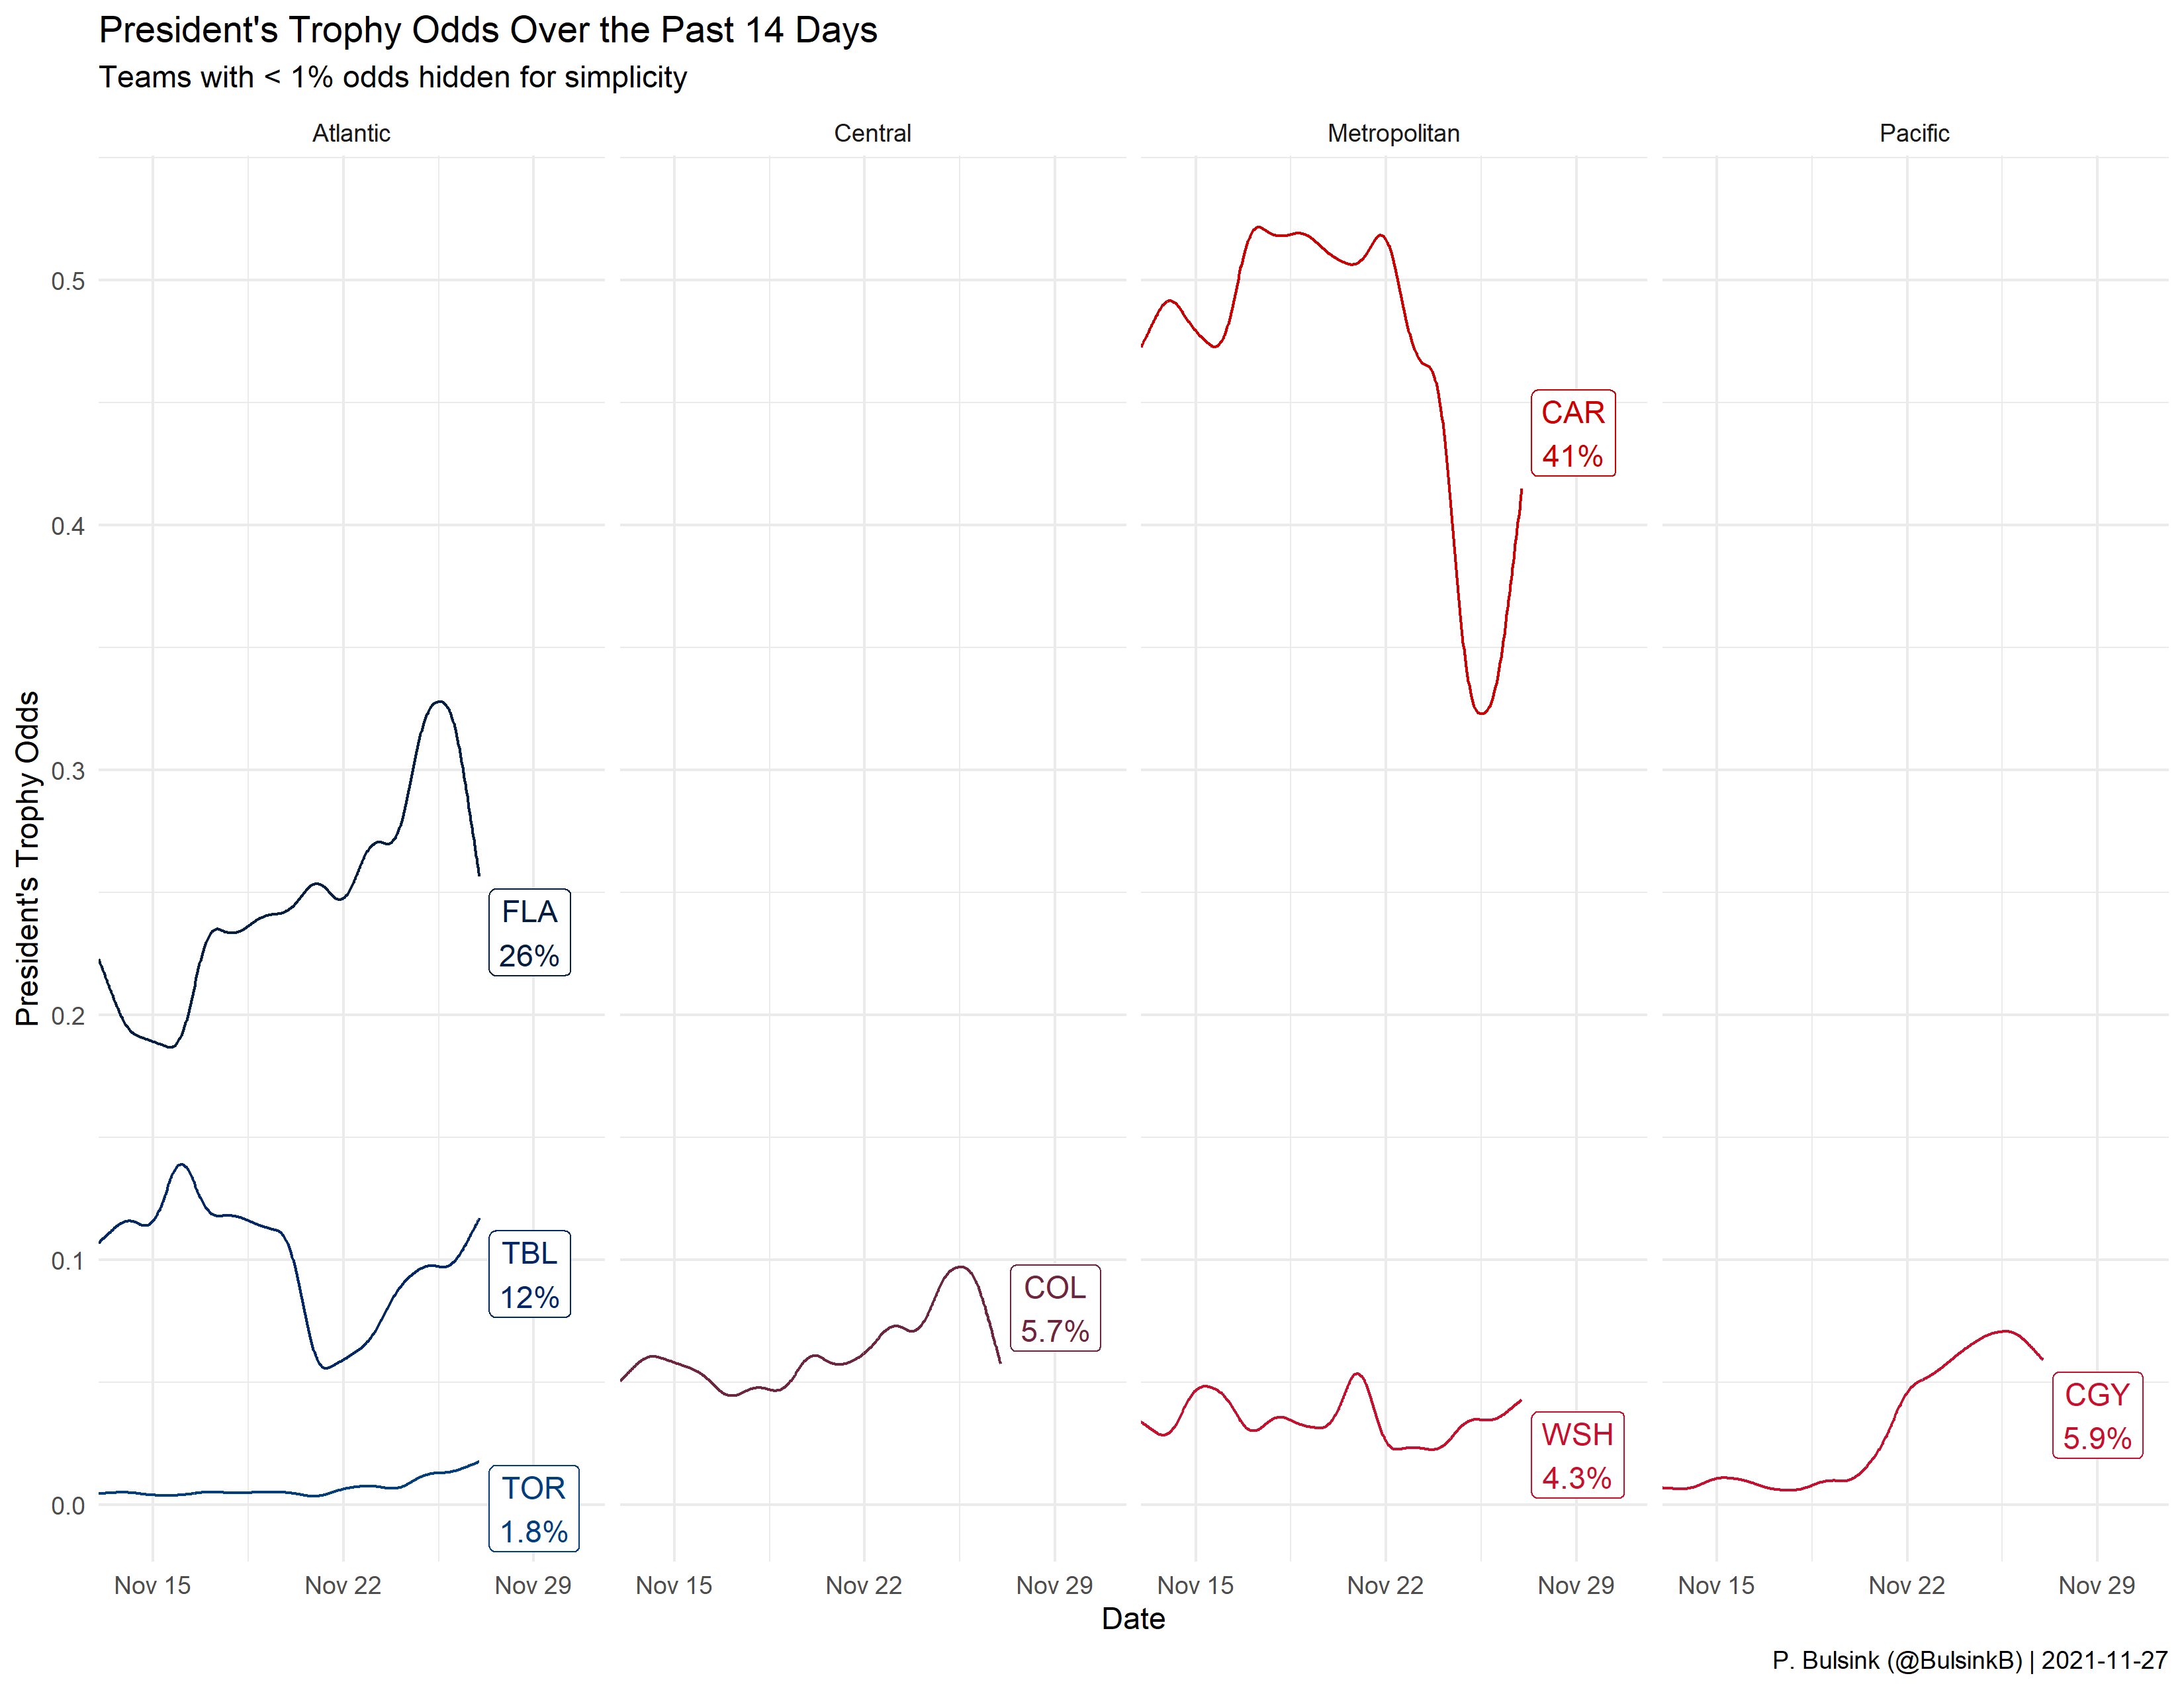 President's Trophy Odds Over the Past 14 Days
Teams with < 1% odds hidden for simplicity
Atlantic
Central
Metropolitan
Pacific
President's Trophy Odds
0.5
0.4
0.3
0.2
0.1
0.0
FLA
26%
TBL
12%
TOR
1.8%
COL
5.7%
CAR
41%
WSH
4.3%
CGY
5.9%
Nov 15
Nov 22
Nov 29
Nov 15
Nov 22
Nov 29
Nov 15
Nov 22
Nov 29
Nov 15
Nov 22
Nov 29
Date
P. Bulsink (@BulsinkB) | 2021-11-27